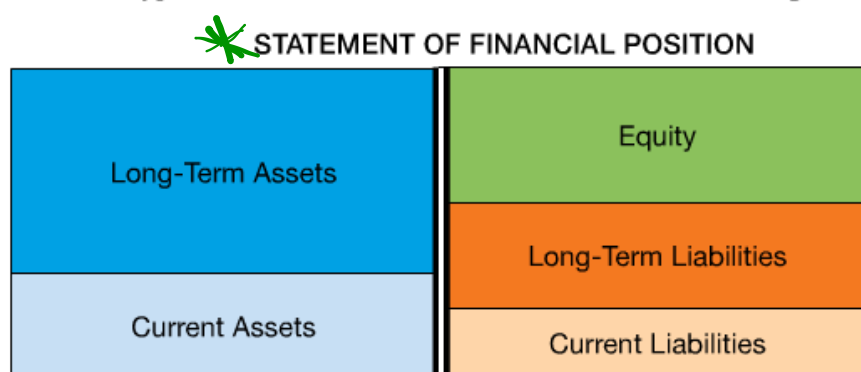 STATEMENT OF FINANCIAL POSITION
Long-Term Assets
Current Assets
Equity
Long-Term Liabilities
Current Liabilities